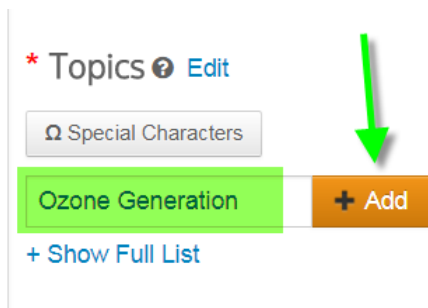 * Topics ? Edit
Ω Special Characters
Ozone Generation + Add
+ Show Full List